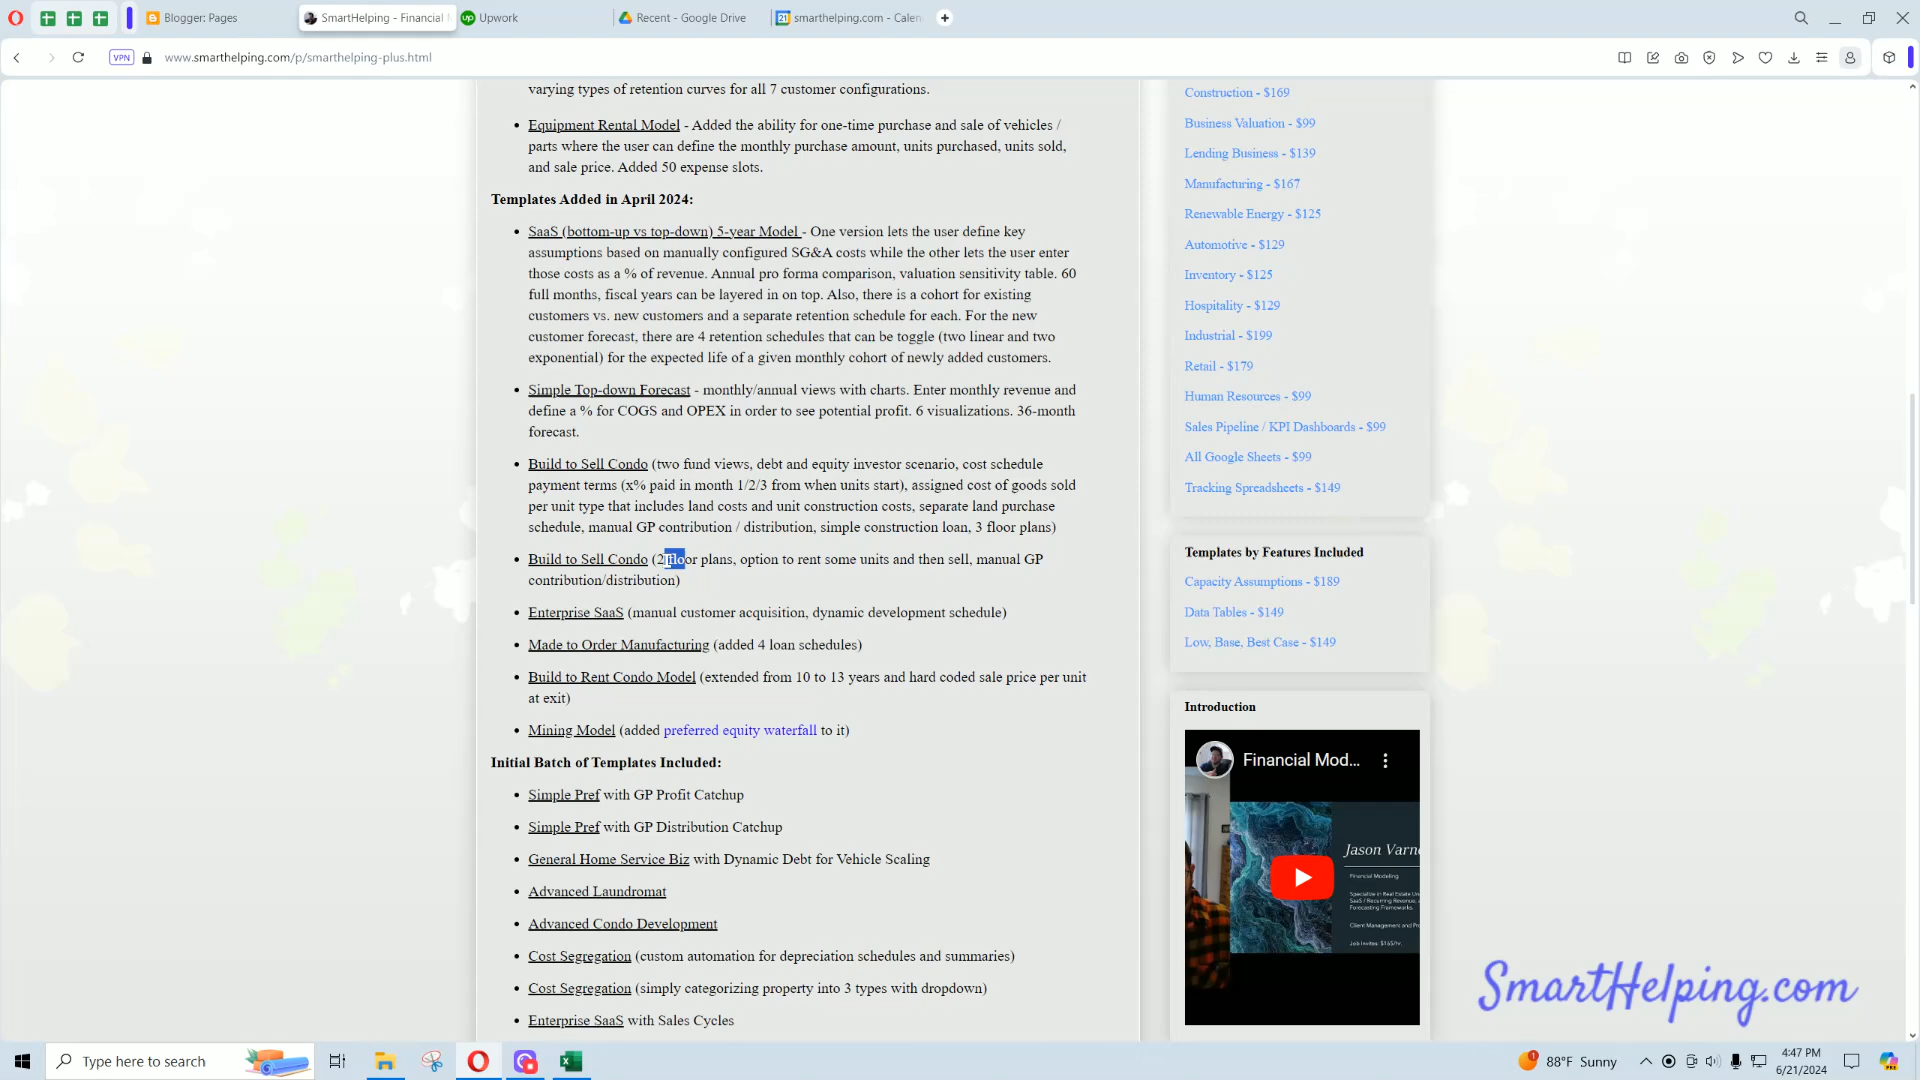 Blogger: Pages
SmartHelping - Financial M
Upwork
Recent - Google Drive
smarthelping.com - Calen
VPN
www.smarthelping.com/p/smarthelping-plus.html
varying types of retention curves for all 7 customer configurations.
Equipment Rental Model - Added the ability for one-time purchase and sale of vehicles /
parts where the user can define the monthly purchase amount, units purchased, units sold,
and sale price. Added 50 expense slots.
Templates Added in April 2024:
SaaS (bottom-up vs top-down) 5-year Model - One version lets the user define key
assumptions based on manually configured SG&A costs while the other lets the user enter
those costs as a % of revenue. Annual pro forma comparison, valuation sensitivity table. 60
full months, fiscal years can be layered in on top. Also, there is a cohort for existing
customers vs. new customers and a separate retention schedule for each. For the new
customer forecast, there are 4 retention schedules that can be toggle (two linear and two
exponential) for the expected life of a given monthly cohort of newly added customers.
Simple Top-down Forecast - monthly/annual views with charts. Enter monthly revenue and
define a % for COGS and OPEX in order to see potential profit. 6 visualizations. 36-month
forecast.
Build to Sell Condo (two fund views, debt and equity investor scenario, cost schedule
payment terms (x% paid in month 1/2/3 from when units start), assigned cost of goods sold
per unit type that includes land costs and unit construction costs, separate land purchase
schedule, manual GP contribution / distribution, simple construction loan, 3 floor plans)
Build to Sell Condo (2 floor plans, option to rent some units and then sell, manual GP
contribution/distribution)
Enterprise SaaS (manual customer acquisition, dynamic development schedule)
Made to Order Manufacturing (added 4 loan schedules)
Build to Rent Condo Model (extended from 10 to 13 years and hard coded sale price per unit
at exit)
Mining Model (added preferred equity waterfall to it)
Initial Batch of Templates Included:
Simple Pref with GP Profit Catchup
Simple Pref with GP Distribution Catchup
General Home Service Biz with Dynamic Debt for Vehicle Scaling
Advanced Laundromat
Advanced Condo Development
Cost Segregation (custom automation for depreciation schedules and summaries)
Cost Segregation (simply categorizing property into 3 types with dropdown)
Enterprise SaaS with Sales Cycles
Construction - $169
Business Valuation - $99
Lending Business - $139
Manufacturing - $167
Renewable Energy - $125
Automotive - $129
Inventory - $125
Hospitality - $129
Industrial - $199
Retail - $179
Human Resources - $99
Sales Pipeline / KPI Dashboards - $99
All Google Sheets - $99
Tracking Spreadsheets - $149
Templates by Features Included
Capacity Assumptions - $189
Data Tables - $149
Low, Base, Best Case - $149
Introduction
Financial Mod...
Jason Varn
Financial Modeling
Specialize in Real Estate Un
SaaS / Recurring Revenue, a
Forecasting Frameworks.
Client Management and Pr
Job Invites: $165/hr.
SmartHelping.com
Type here to search
88°F Sunny
4:47 PM
6/21/2024